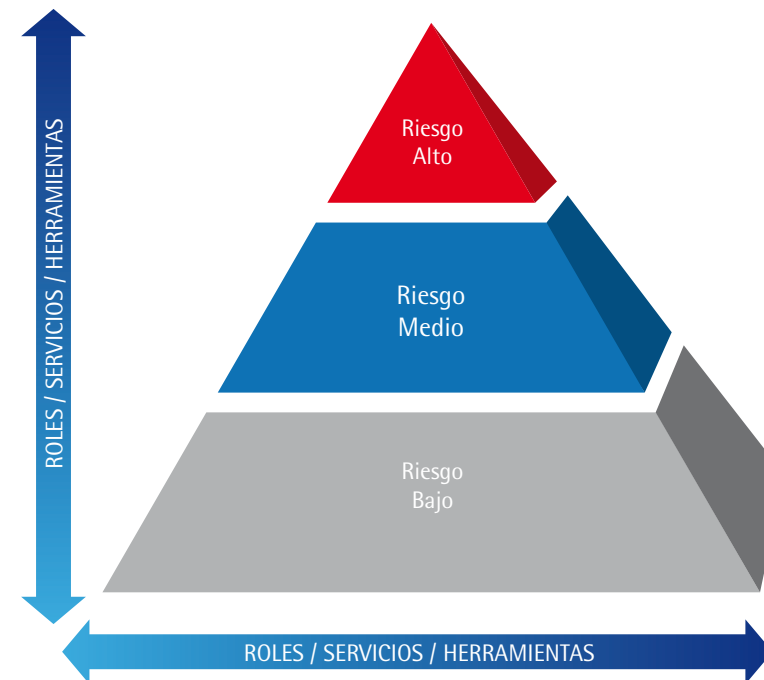 Riesgo
Alto
Riesgo
Medio
Riesgo
Bajo
ROLES / SERVICIOS / HERRAMIENTAS
ROLES / SERVICIOS / HERRAMIENTAS